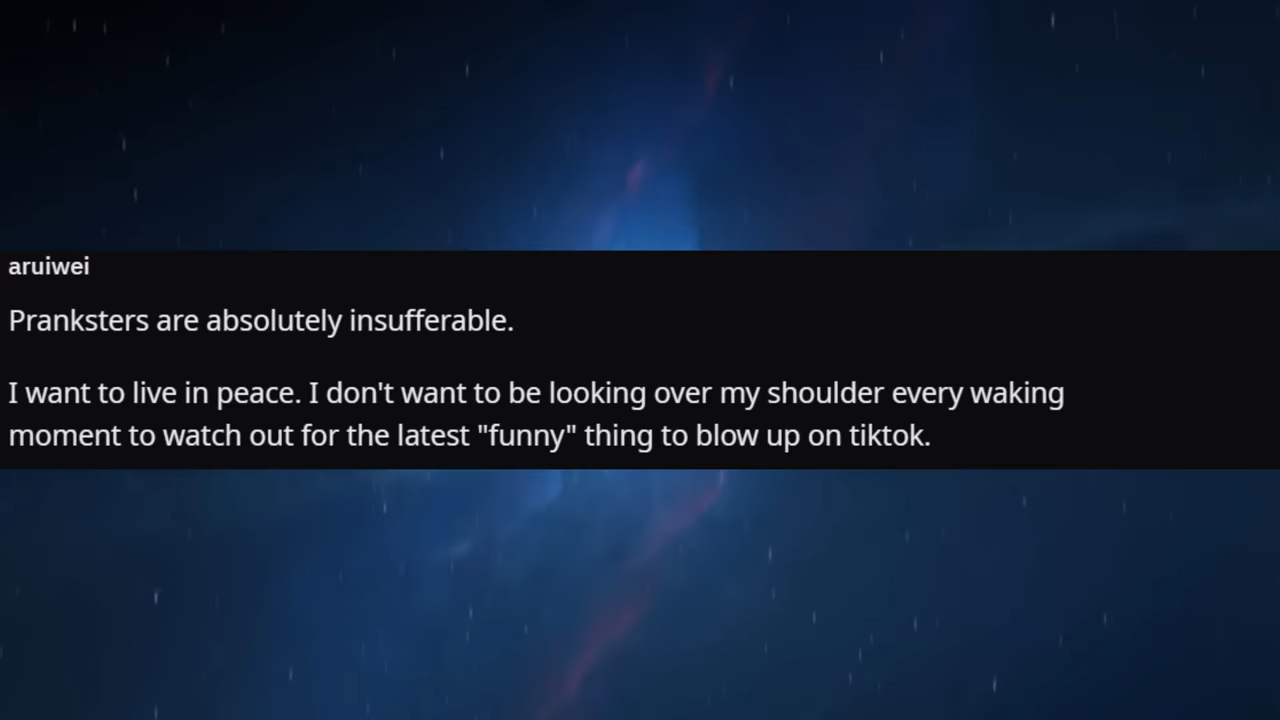 aruiwei
Pranksters are absolutely insufferable.
I want to live in peace. I don't want to be looking over my shoulder every waking
moment to watch out for the latest "funny" thing to blow up on tiktok.